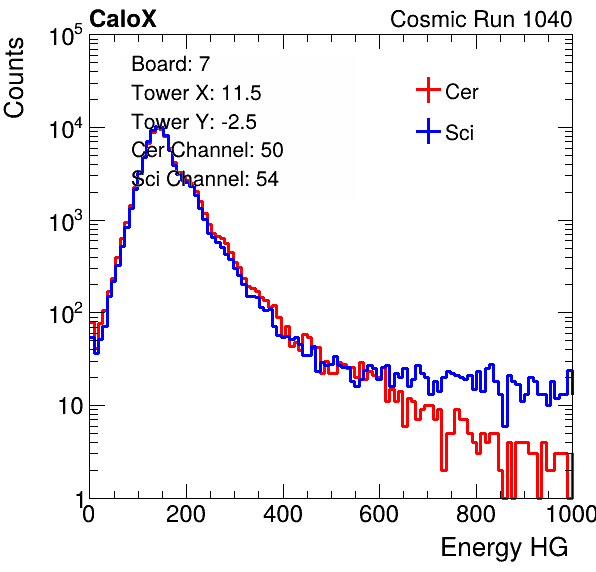 CaloX
Cosmic Run 1040
Counts
Board: 7
Tower X: 11.5
Tower Y: -2.5
Cer Channel: 50
Sci Channel: 54
Cer
Sci
10^5
10^4
10^3
10^2
10
1
0 200 400 600 800 1000
Energy HG